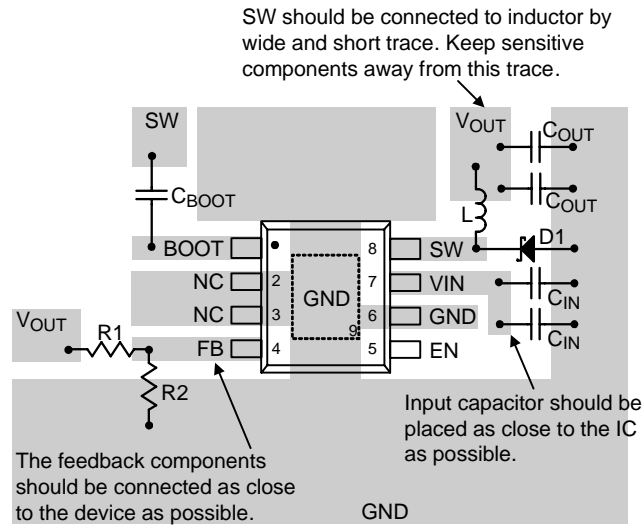 SW should be connected to inductor by
wide and short trace. Keep sensitive
components away from this trace.
SW
VOUT
COUT
CBOOT
COUT
L
D1
BOOT
8
SW
NC
2
7
VIN
CIN
GND
NC
3
6
GND
9
CIN
VOUT
R1
FB
4
5
EN
R2
Input capacitor should be
placed as close to the IC
as possible.
The feedback components
should be connected as close
to the device as possible.
GND